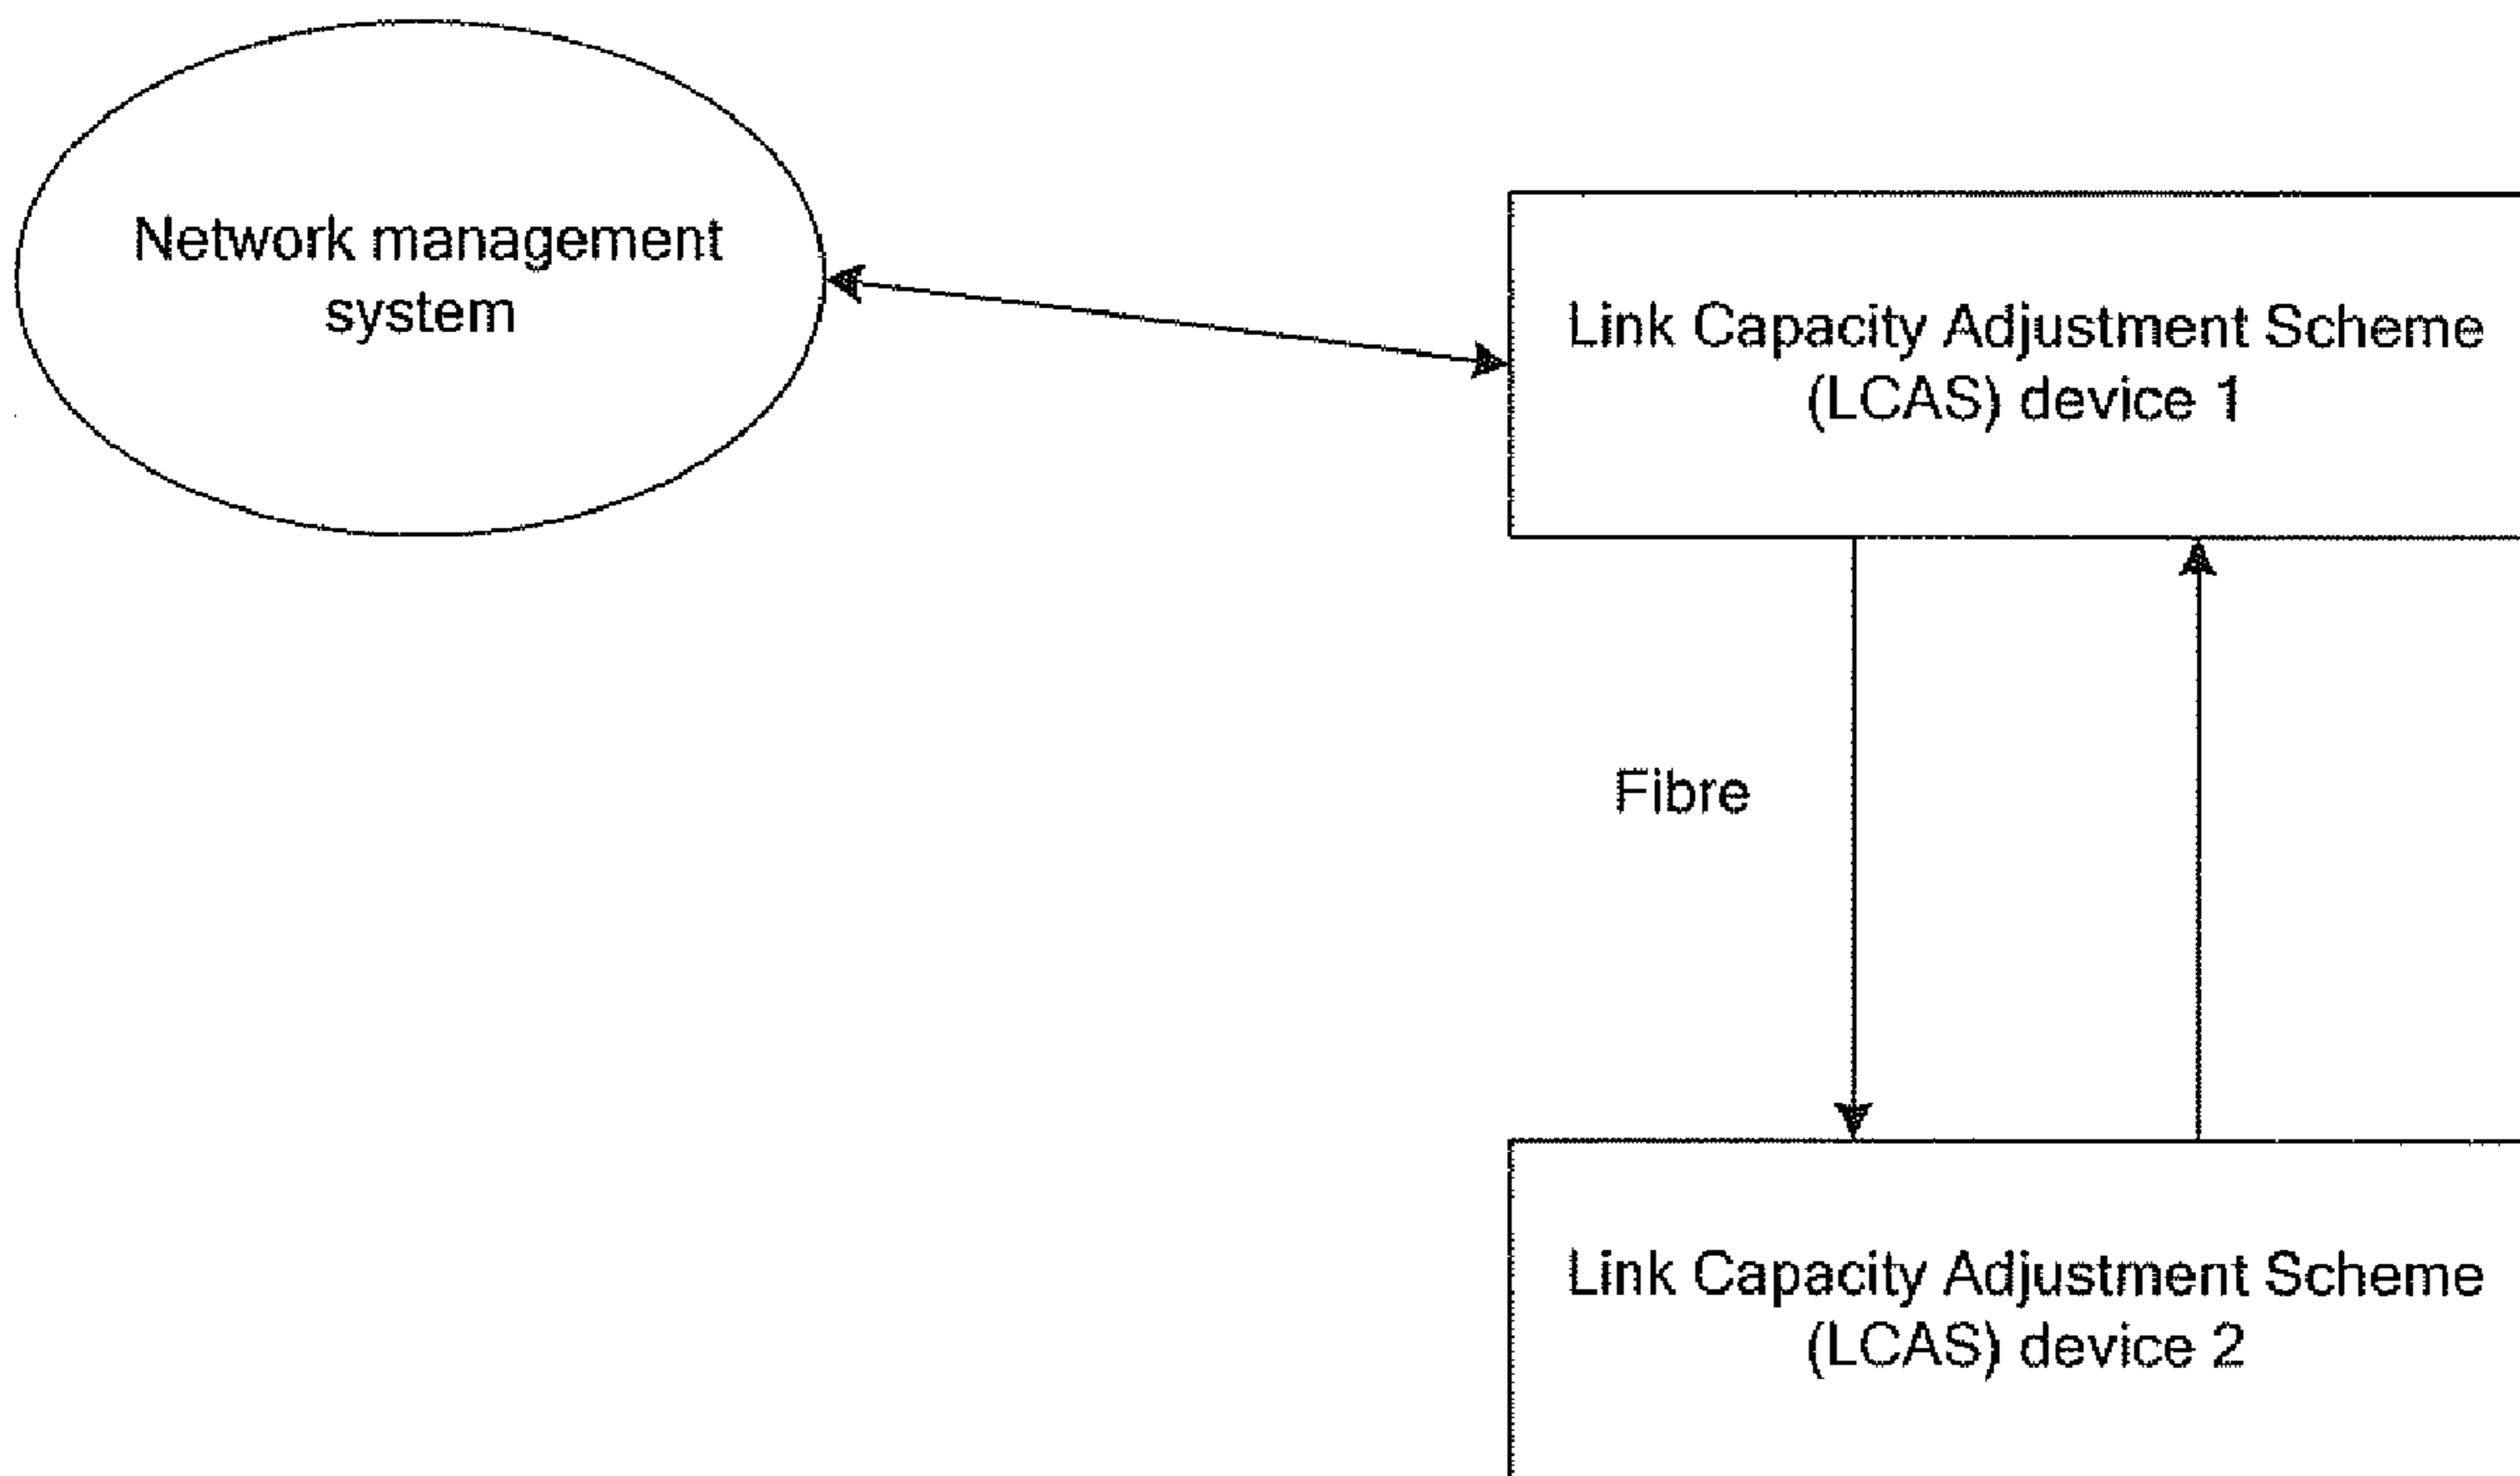 Network management
system
Link Capacity Adjustment Scheme
(LCAS) device 1
Fibre
Link Capacity Adjustment Scheme
(LCAS) device 2